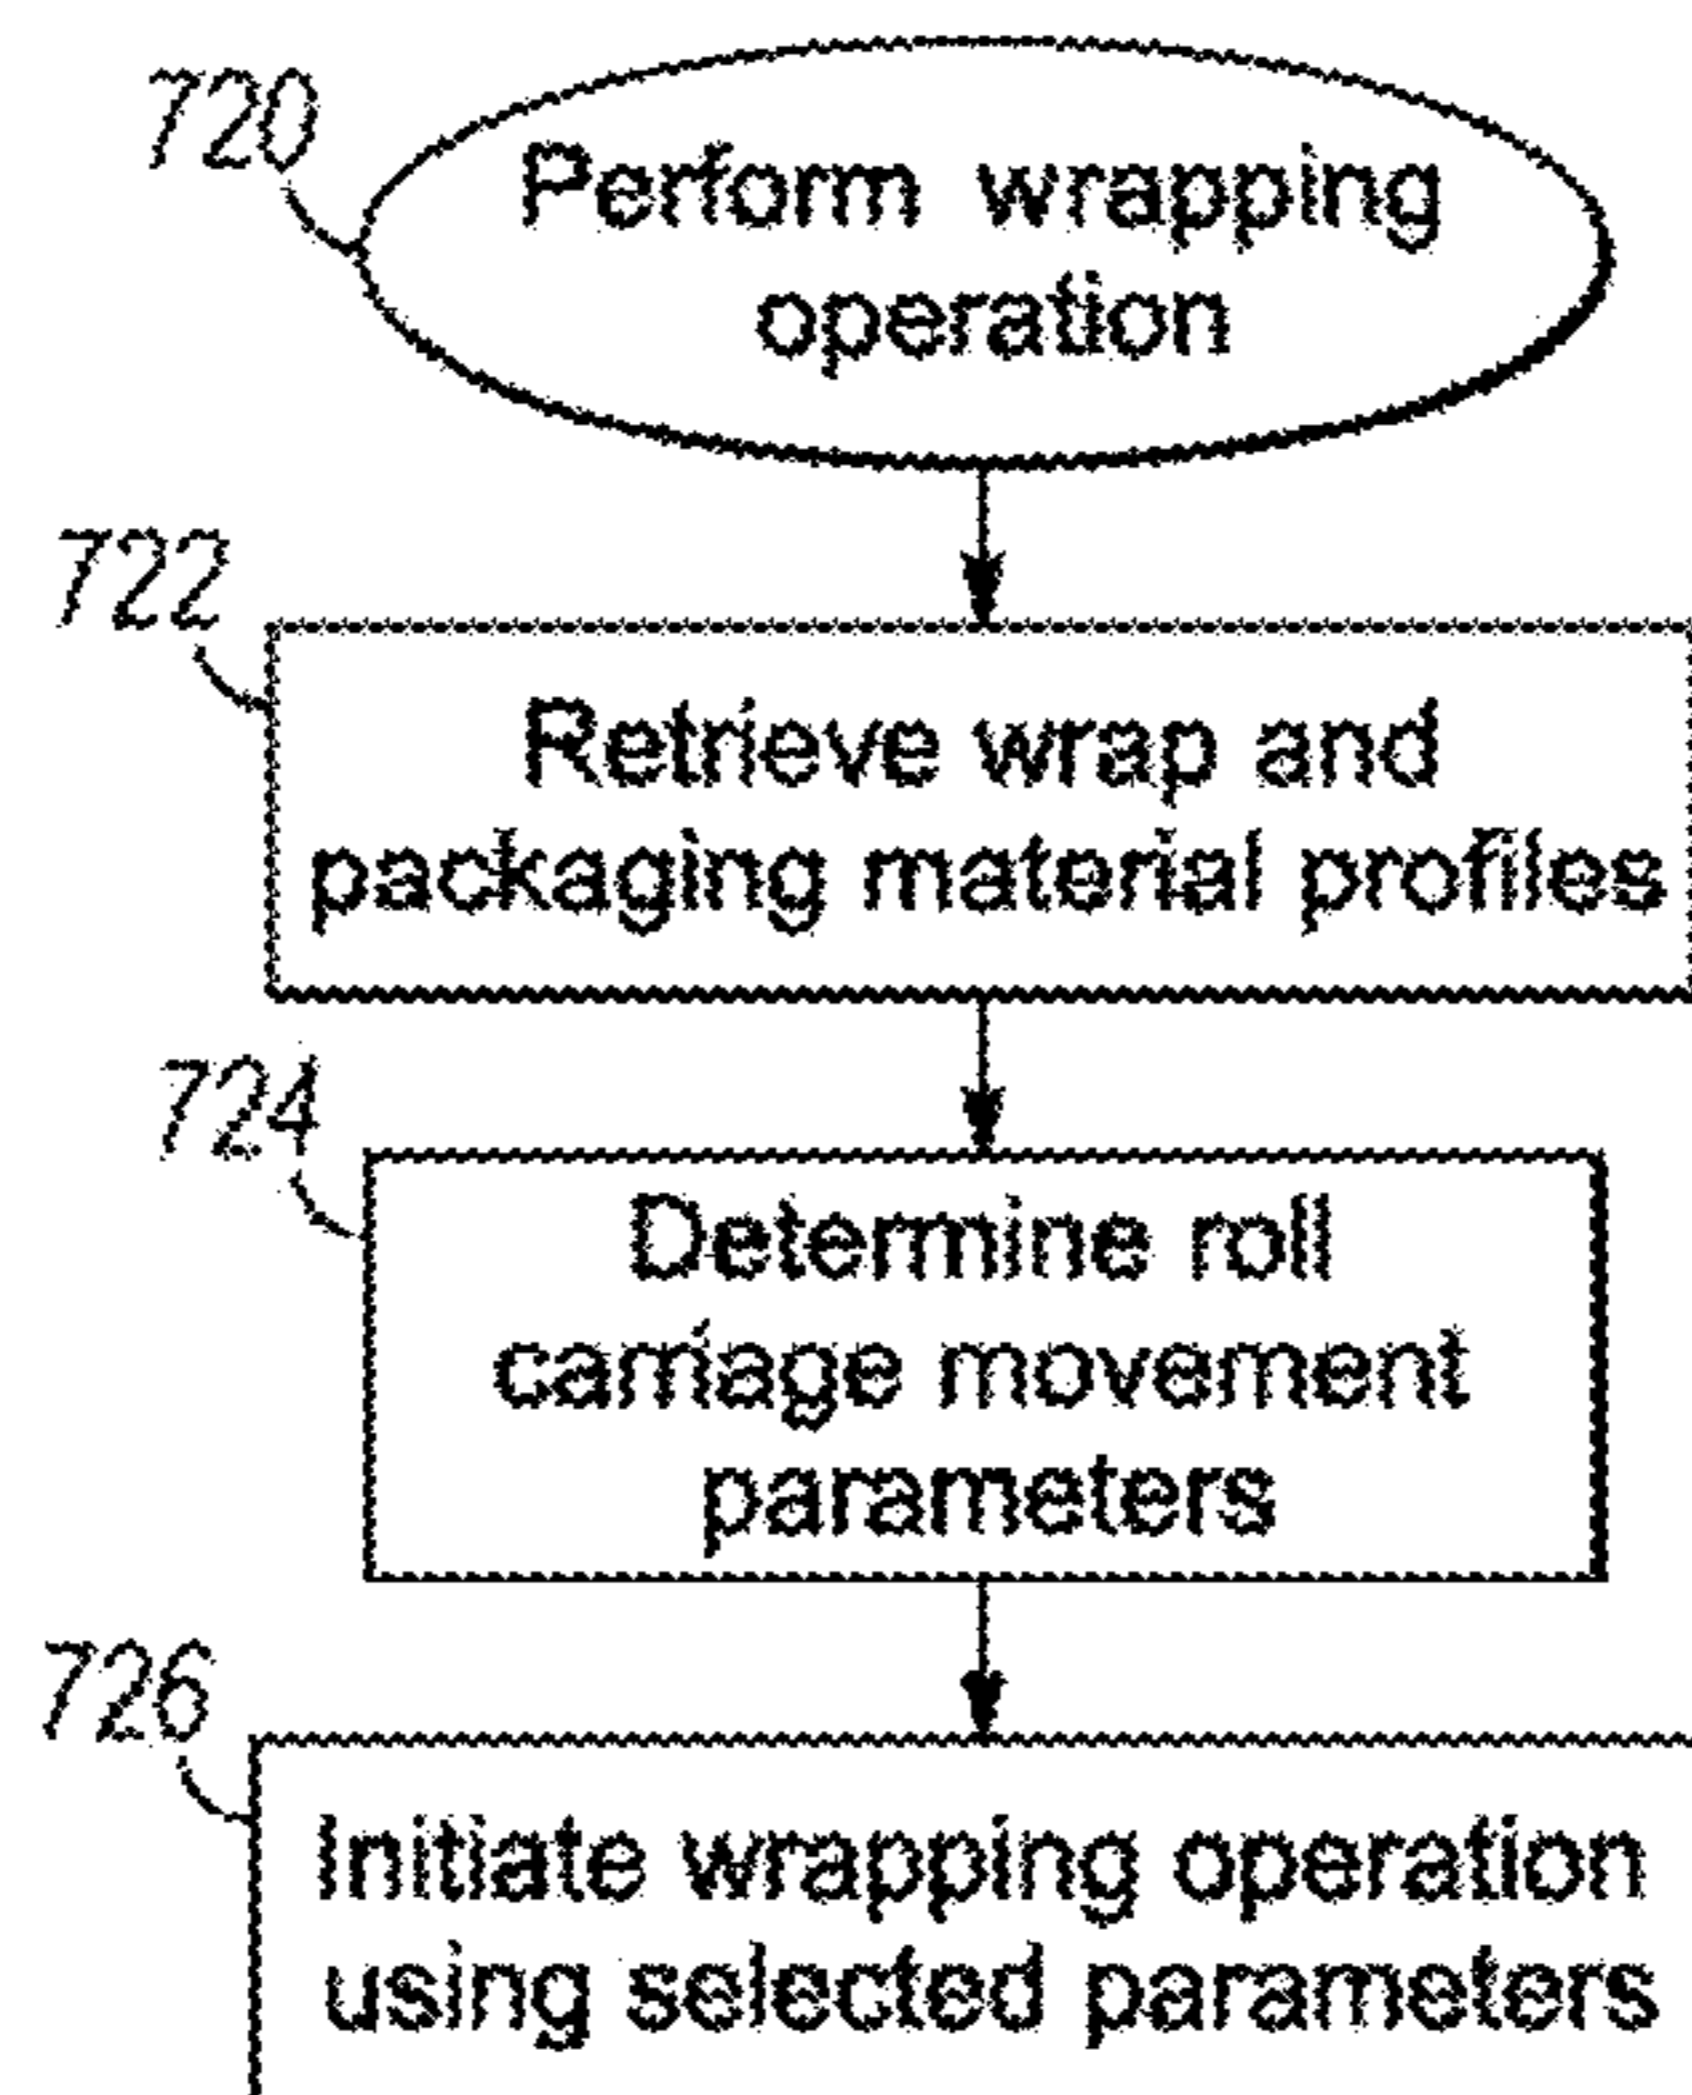 720
Perform wrapping
operation
722
Retrieve wrap and
packaging material profiles
724
Determine roll
carriage movement
parameters
726
Initiate wrapping operation
using selected parameters